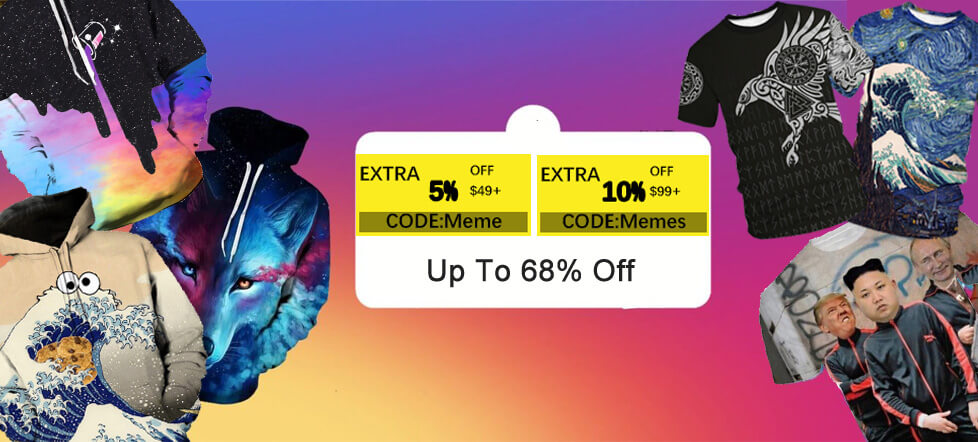 EXTRA 5% OFF $49+
CODE:Meme
EXTRA 10% OFF $99+
CODE:Memes
Up To 68% Off